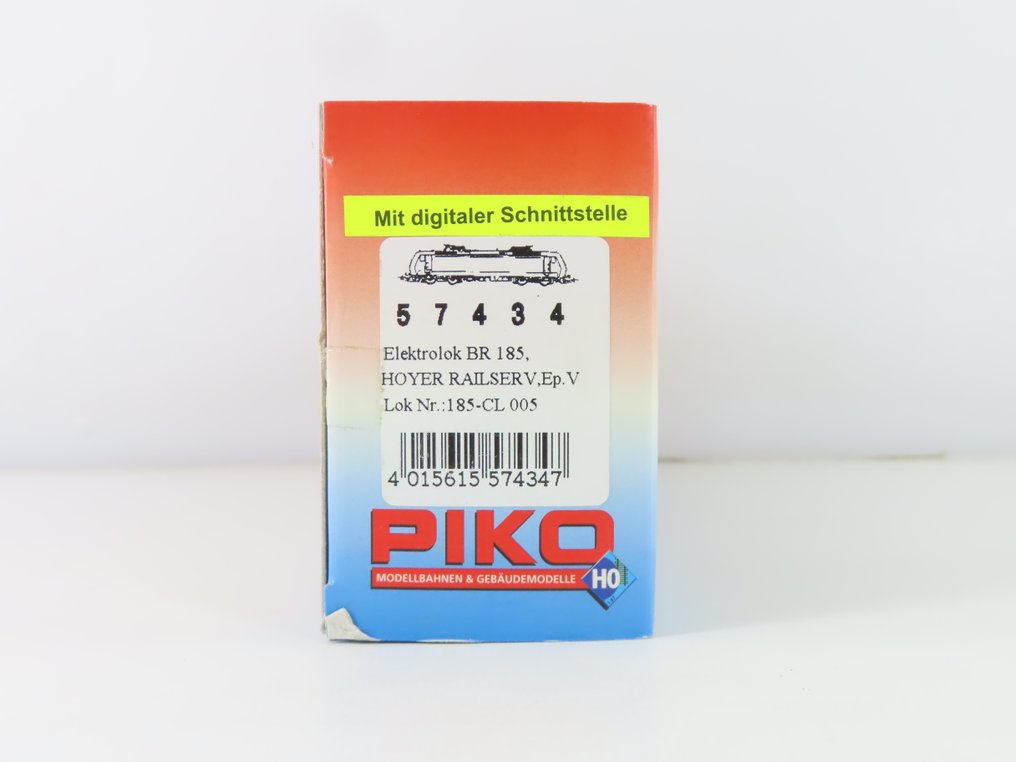 Mit digitaler Schnittstelle
5 7 4 3 4
Elektrolok BR 185,
HOYER RAILSERV,Ep.V
Lok Nr.:185-CL 005
4 015615 574347
PIKO
MODELLBAHNEN & GEBÄUDEMODELLE
H0